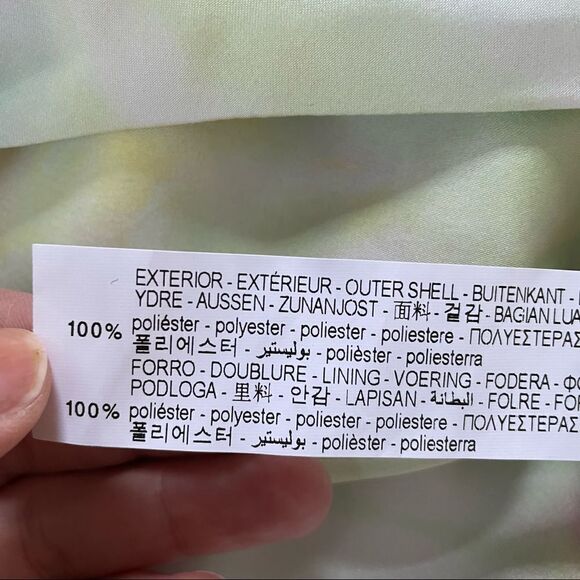 EXTERIOR - EXTÉRIEUR - OUTER SHELL - BUITENKANT -
YDRE - AUSSEN - ZUNANJOST - 面料 - 겉감 - BAGIAN LUA
100% poliéster - polyester - poliester - poliestere - ΠΟΛΥΕΣΤΕΡΑΣ
폴리에스터 - بوليستير - polièster - poliesterra
FORRO - DOUBLURE - LINING - VOERING - FODERA - ΦΟ
PODLOGA - 里料 - 안감 - LAPISAN - البطانة - FOLRE - FOR
100% poliéster - polyester - poliester - poliestere - ΠΟΛΥΕΣΤΕΡΑΣ
폴리에스터 - بوليستير - polièster - poliesterra